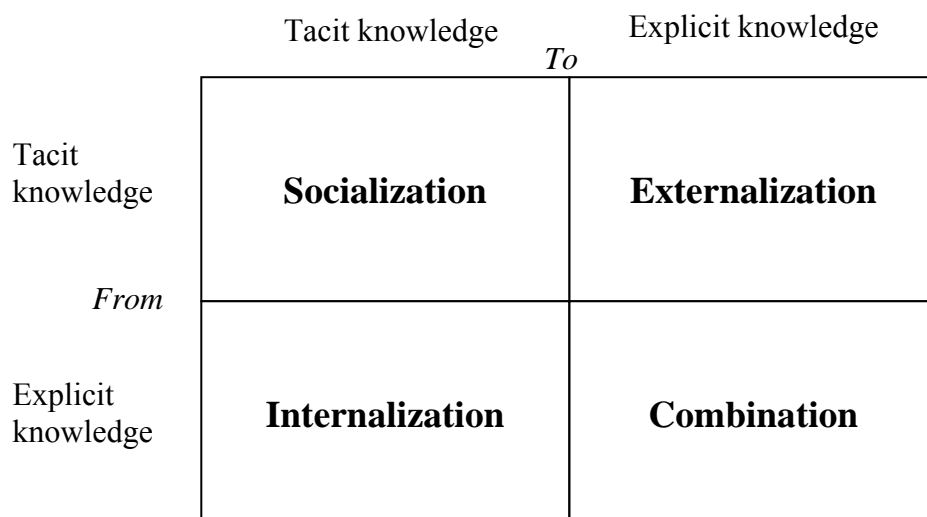 Tacit knowledge
Explicit knowledge
To
Tacit
knowledge
Socialization
Externalization
From
Explicit
knowledge
Internalization
Combination